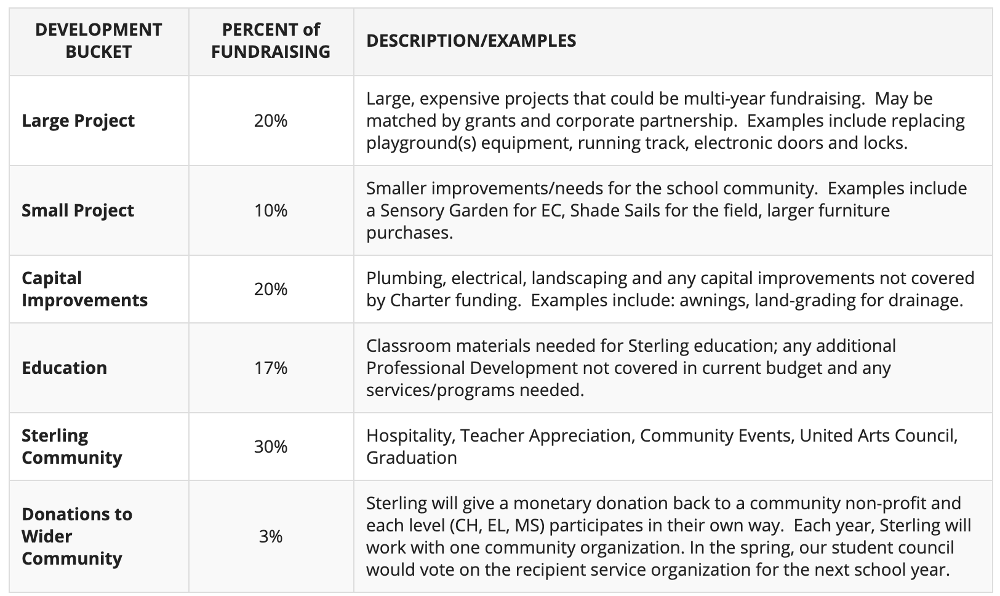 DEVELOPMENT
BUCKET
PERCENT of
FUNDRAISING
DESCRIPTION/EXAMPLES
Large Project
20%
Large, expensive projects that could be multi-year fundraising.  May be
matched by grants and corporate partnership.  Examples include replacing
playground(s) equipment, running track, electronic doors and locks.
Small Project
10%
Smaller improvements/needs for the school community.  Examples include
a Sensory Garden for EC, Shade Sails for the field, larger furniture
purchases.
Capital
Improvements
20%
Plumbing, electrical, landscaping and any capital improvements not covered
by Charter funding.  Examples include: awnings, land-grading for drainage.
Education
17%
Classroom materials needed for Sterling education; any additional
Professional Development not covered in current budget and any
services/programs needed.
Sterling
Community
30%
Hospitality, Teacher Appreciation, Community Events, United Arts Council,
Graduation
Donations to
Wider
Community
3%
Sterling will give a monetary donation back to a community non-profit and
each level (CH, EL, MS) participates in their own way.  Each year, Sterling will
work with one community organization. In the spring, our student council
would vote on the recipient service organization for the next school year.